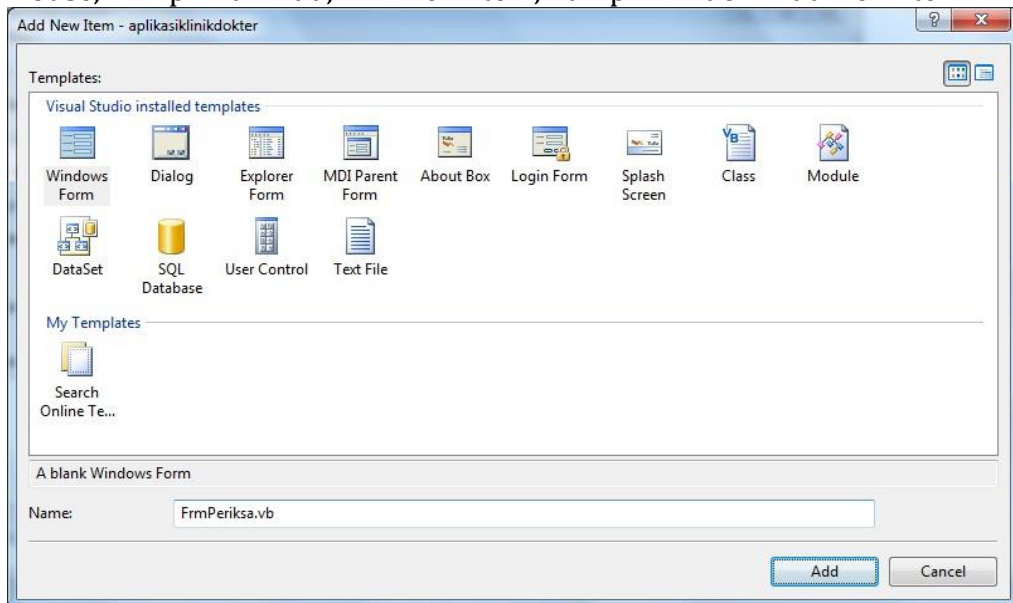 Add New Item - aplikasiklinikdokter
Templates:
Visual Studio installed templates
Windows Form
Dialog
Explorer Form
MDI Parent Form
About Box
Login Form
Splash Screen
Class
Module
DataSet
SQL Database
User Control
Text File
My Templates
Search Online Te...
A blank Windows Form
Name:
FrmPeriksa.vb
Add
Cancel